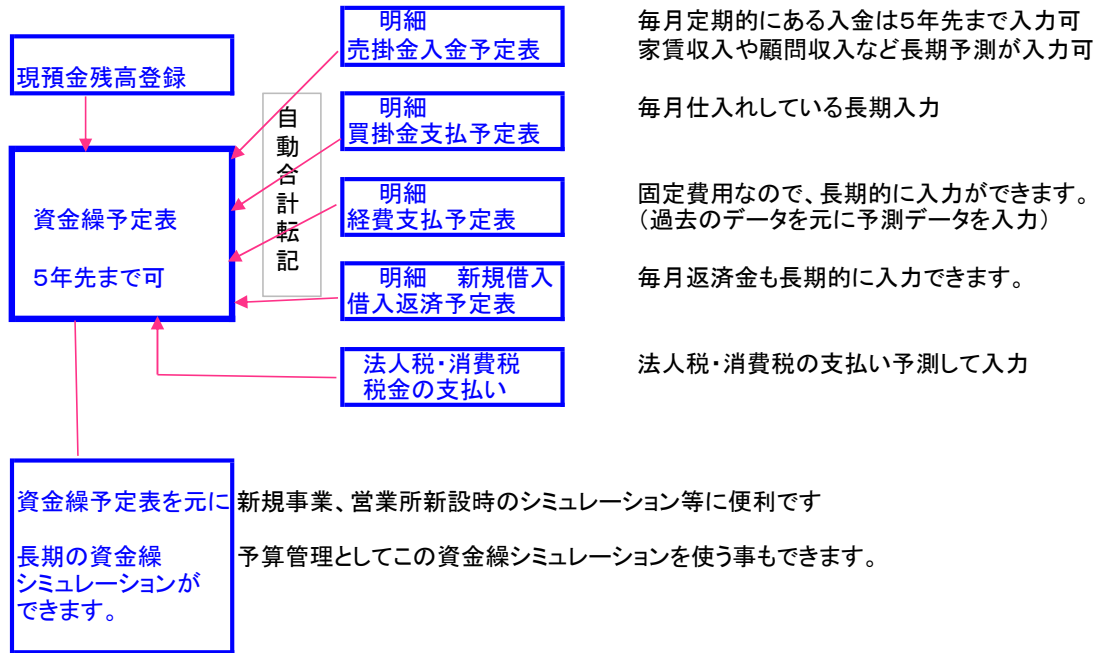 明細
売掛金入金予定表
毎月定期的にある入金は5年先まで入力可
家賃収入や顧問収入など長期予測が入力可
現預金残高登録
明細
買掛金支払予定表
毎月仕入れしている長期入力
自動合計転記
資金繰予定表
5年先まで可
明細
経費支払予定表
固定費用なので、長期的に入力ができます。
(過去のデータを元に予測データを入力)
明細 新規借入
借入返済予定表
毎月返済金も長期的に入力できます。
法人税・消費税
税金の支払い
法人税・消費税の支払い予測して入力
資金繰予定表を元に
新規事業、営業所新設時のシミュレーション等に便利です
長期の資金繰
シミュレーションが
できます。
予算管理としてこの資金繰シミュレーションを使う事もできます。